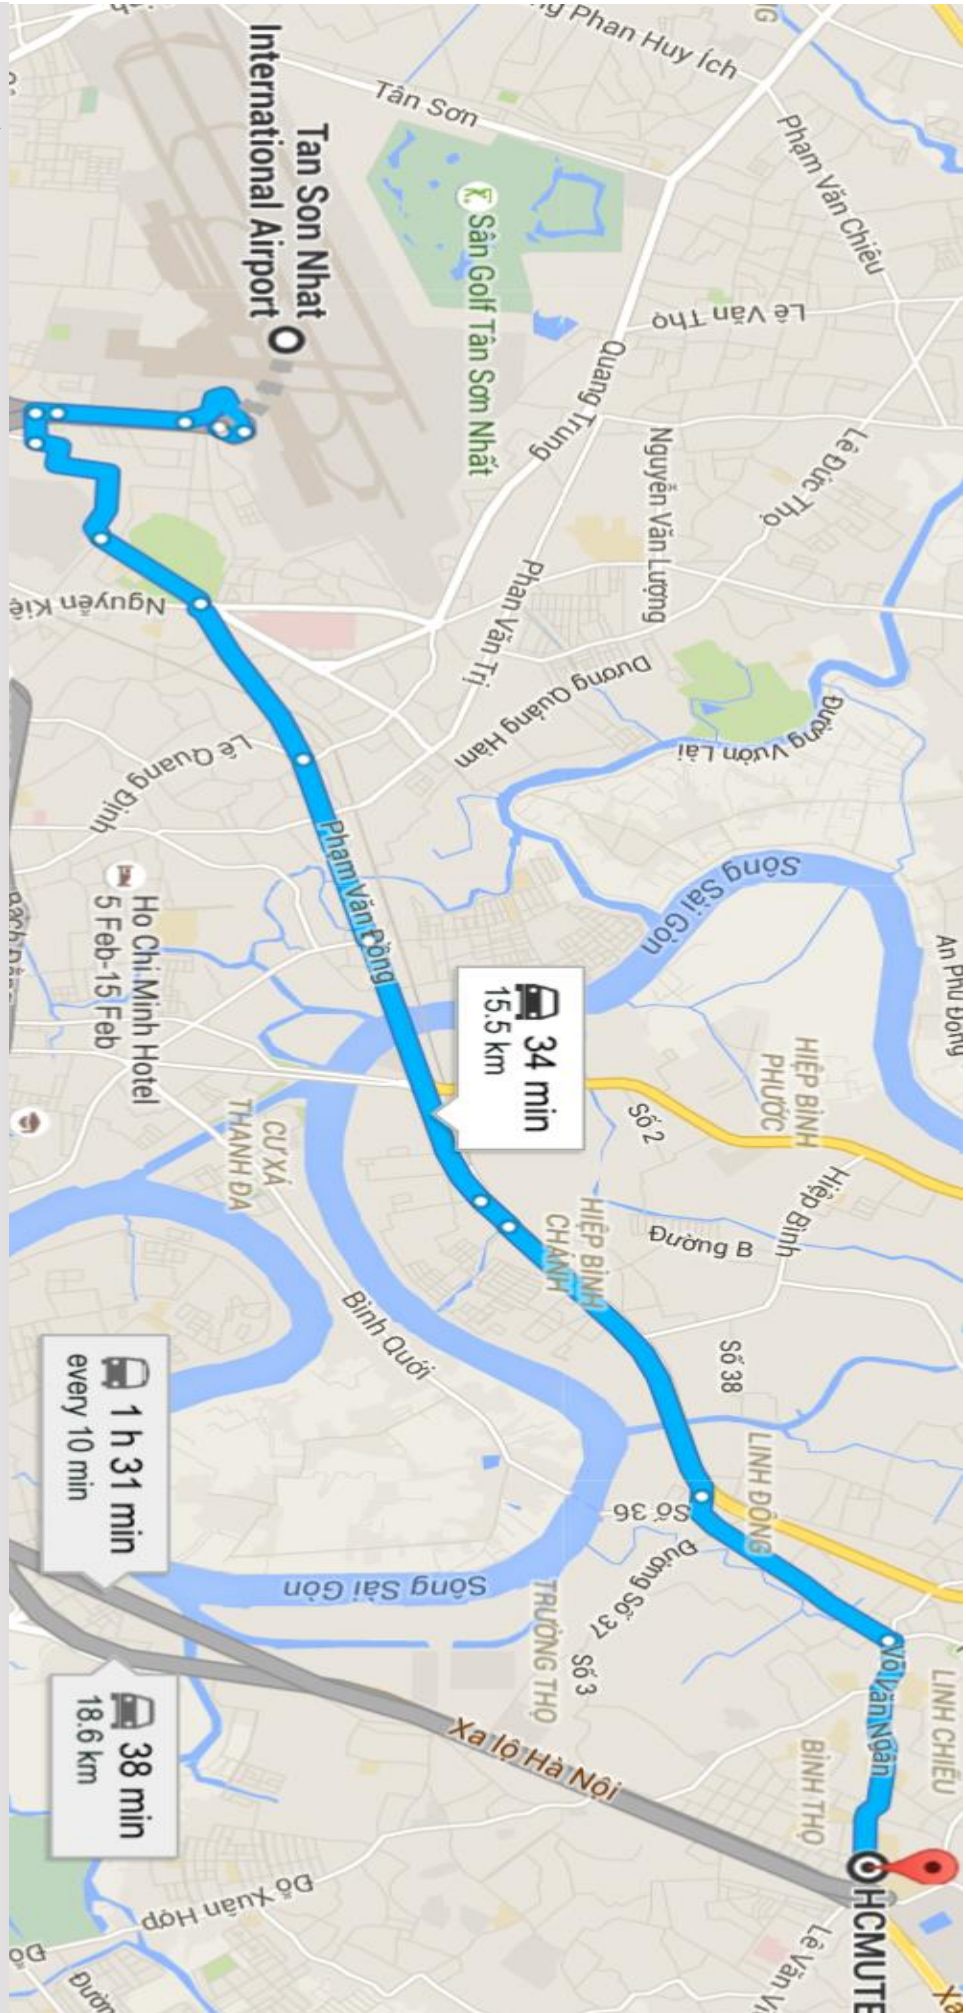 Phan Huy Ích
Tân Sơn
Phạm Văn Chiêu
Lê Văn Thọ
Tan Son Nhat
International Airport
Sân Golf Tân Sơn Nhất
Quang Trung
Nguyễn Văn Lượng
Lê Đức Thọ
Phan Văn Trị
Dương Quảng Hàm
Đường Vườn Lài
Lê Quang Định
Phạm Văn Đồng
Ho Chi Minh Hotel
5 Feb-15 Feb
Sông Sài Gòn
An Phú Đông
34 min
15.5 km
HIỆP BÌNH
PHƯỚC
Số 2
CƯ XÁ
THANH ĐA
Hiệp Bình
Đường B
HIỆP BÌNH
CHÁNH
Bình Quới
Số 38
LINH ĐÔNG
Số 36
Đường Số 37
1 h 31 min
every 10 min
Sông Sài Gòn
TRƯỜNG THỌ
Số 3
Võ Văn Ngân
LINH CHIỂU
BÌNH THỌ
38 min
18.6 km
Xa lộ Hà Nội
HCMUTE
Đỗ Xuân Hợp